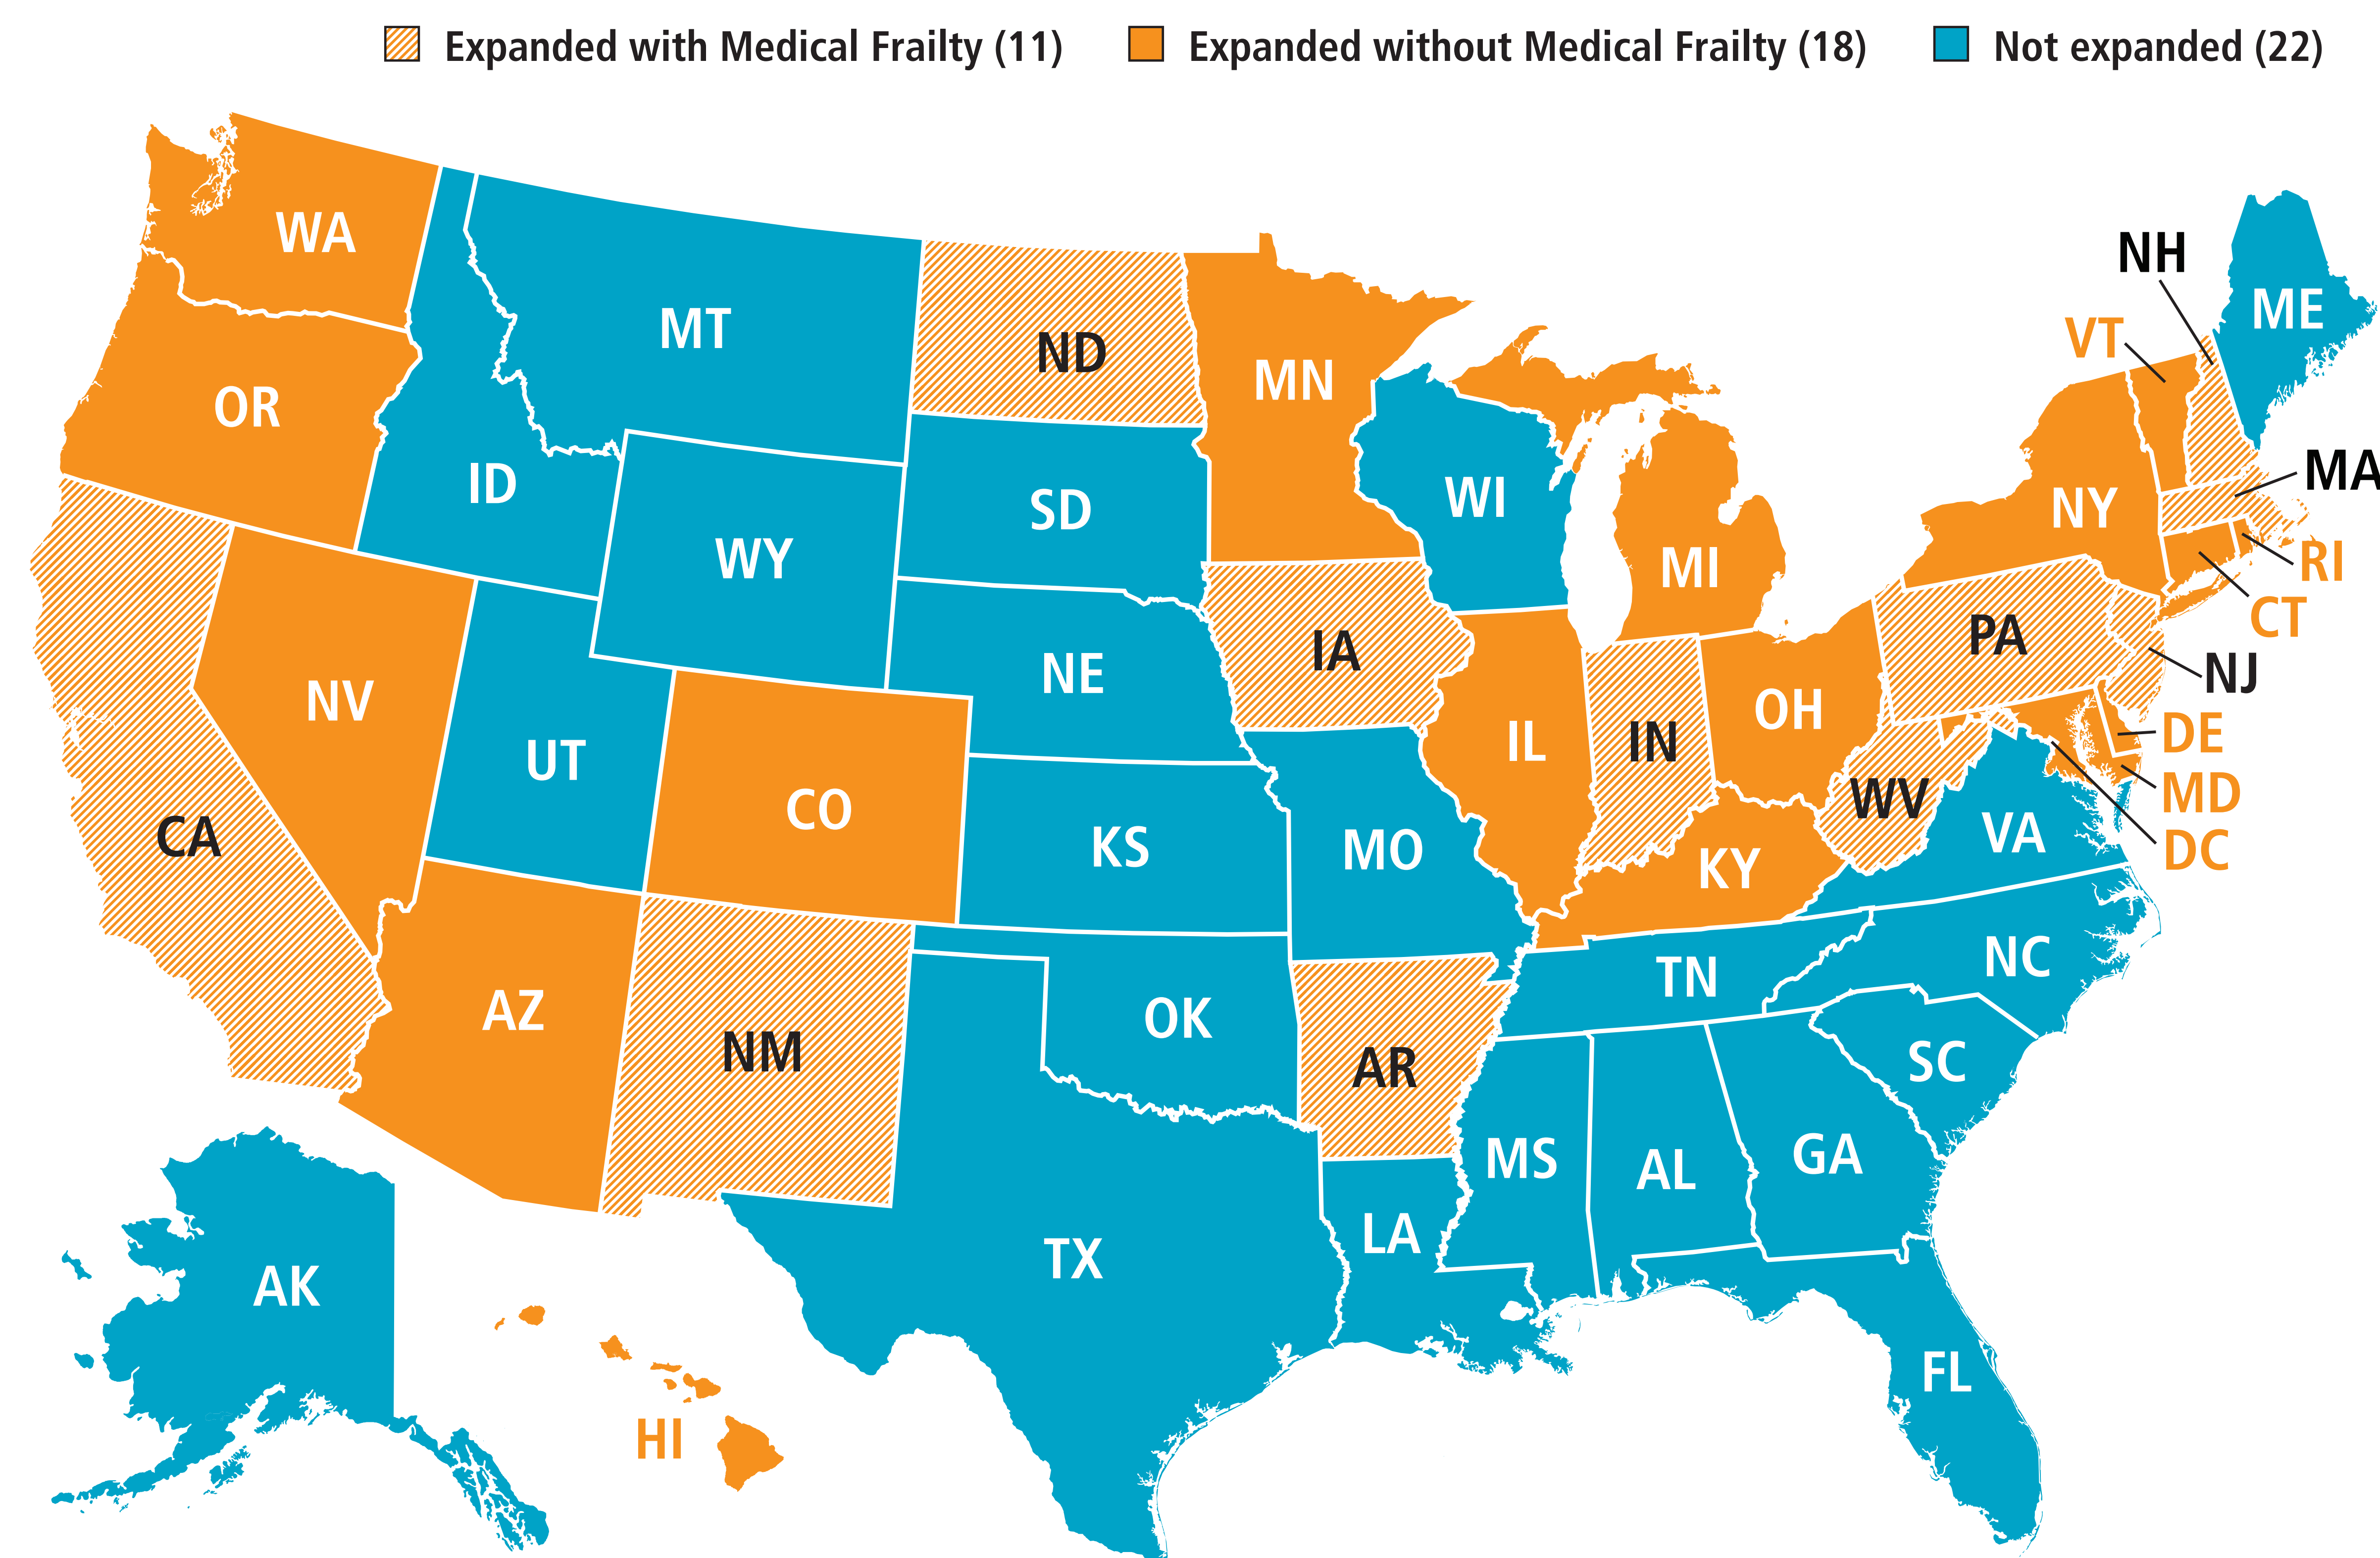 Expanded with Medical Frailty (11) Expanded without Medical Frailty (18) Not expanded (22)
WA
NH
ME
MT
VT
ND
MN
OR
MA
ID
WI
SD
NY
WY
MI
RI
CT
PA
IA
NE
NJ
NV
OH
IL
IN
DE
UT
MD
WV
CO
VA
CA
KS
MO
DC
KY
NC
TN
AZ
OK
NM
SC
AR
GA
MS
AL
LA
TX
AK
FL
HI